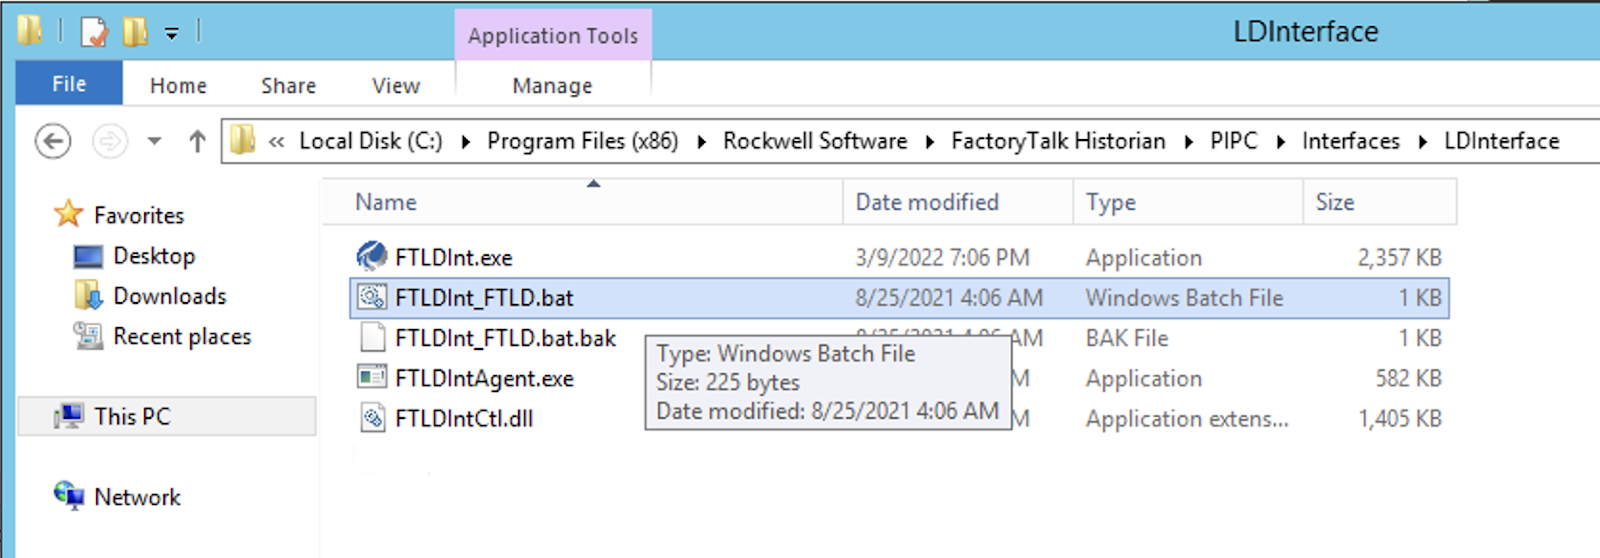 Application Tools LDInterface
File Home Share View Manage
« Local Disk (C:) Program Files (x86) Rockwell Software FactoryTalk Historian PIPC Interfaces LDInterface
Name Date modified Type Size
Favorites
Desktop
Downloads
Recent places
This PC
Network
FTLDInt.exe 3/9/2022 7:06 PM Application 2,357 KB
FTLDInt_FTLD.bat 8/25/2021 4:06 AM Windows Batch File 1 KB
FTLDInt_FTLD.bat.bak AM BAK File 1 KB
FTLDIntAgent.exe M Application 582 KB
FTLDIntCtl.dll M Application extens... 1,405 KB
Type: Windows Batch File
Size: 225 bytes
Date modified: 8/25/2021 4:06 AM